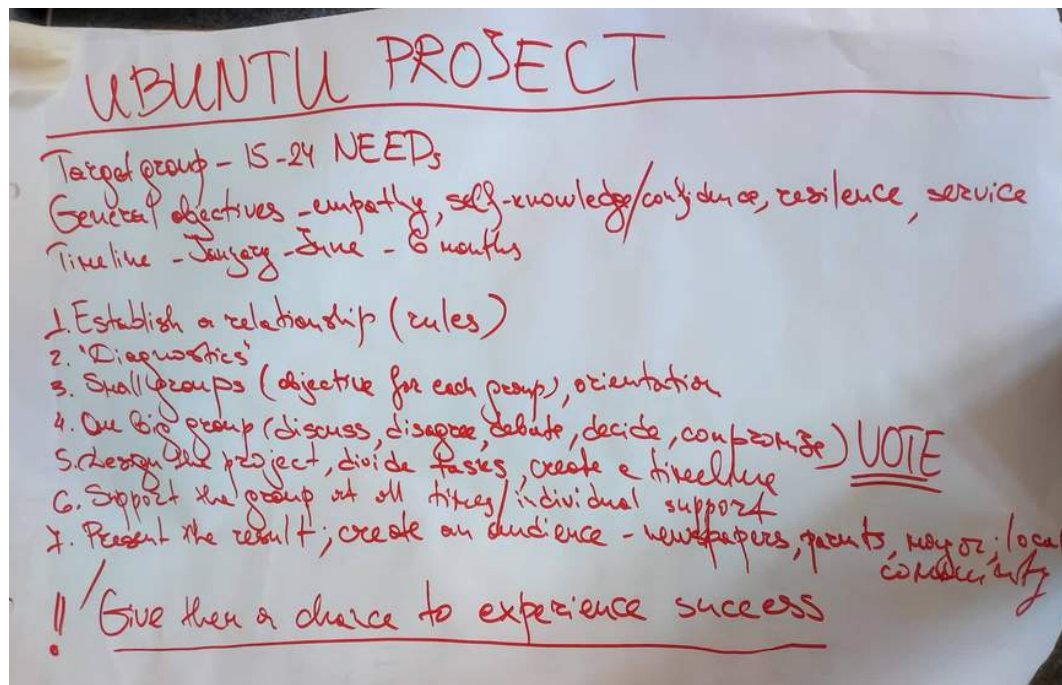 UBUNTU PROJECT
Target group - 15-24 NEEDs
General objectives - empathy, self-knowledge/confidence, resilence, service
Timeline - January - June - 6 months
1. Establish a relationship (rules)
2. 'Diagnostics'
3. Small groups (objective for each group), orientation
4. One big group (discuss, disagree, debate, decide, compromise) VOTE
5. Design the project, divide tasks, create a timeline
6. Support the group at all times/individual support
7. Present the result; create an audience - newspapers, parents, mayor; local community
!! Give them a chance to experience success